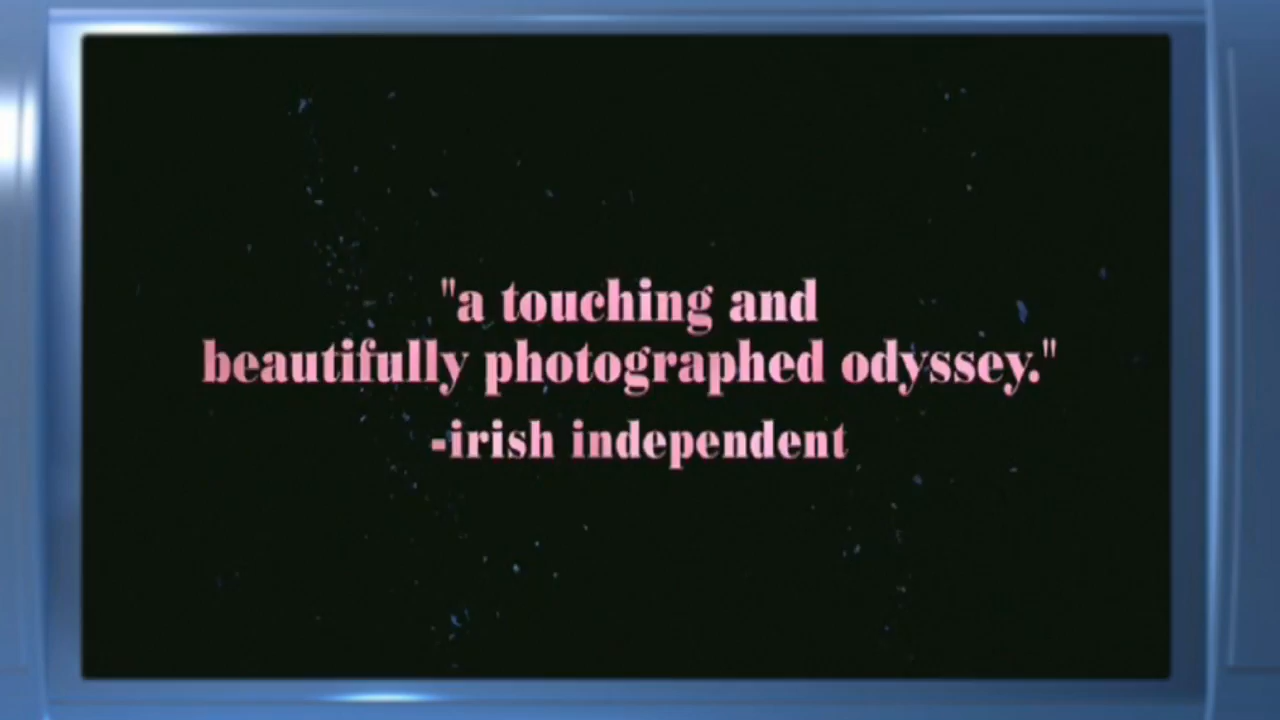 "a touching and
beautifully photographed odyssey."
-irish independent